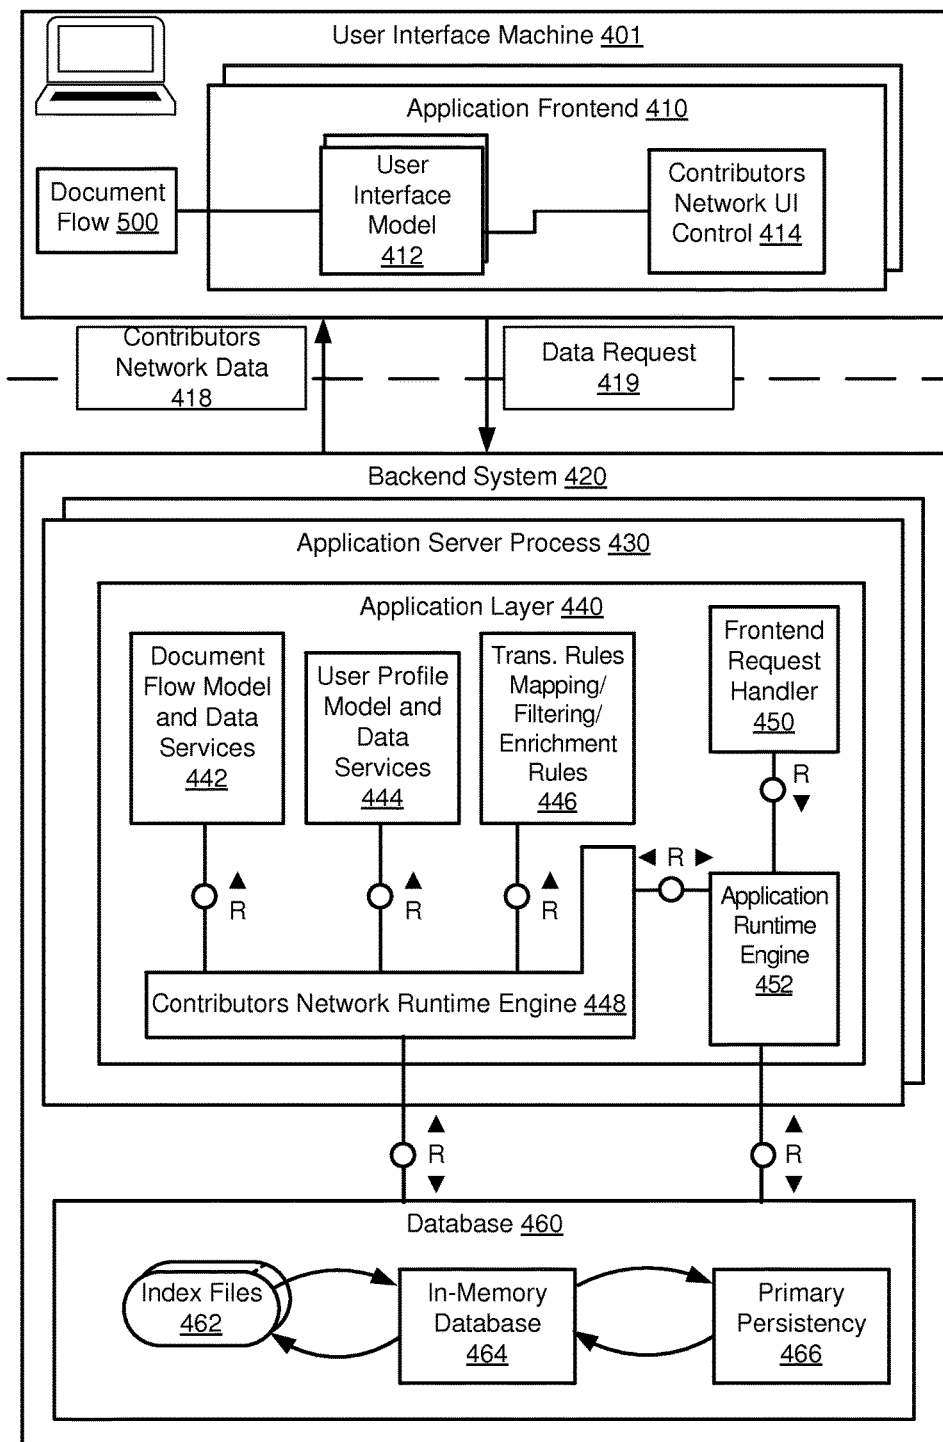 User Interface Machine 401
Application Frontend 410
Document
Flow 500
User
Interface
Model
412
Contributors
Network UI
Control 414
Contributors
Network Data
418
Data Request
419
Backend System 420
Application Server Process 430
Application Layer 440
Document
Flow Model
and Data
Services
442
User Profile
Model and
Data
Services
444
Trans. Rules
Mapping/
Filtering/
Enrichment
Rules
446
Frontend
Request
Handler
450
R
R
R
R
R
Application
Runtime
Engine
452
Contributors Network Runtime Engine 448
R
R
Database 460
Index Files
462
In-Memory
Database
464
Primary
Persistency
466